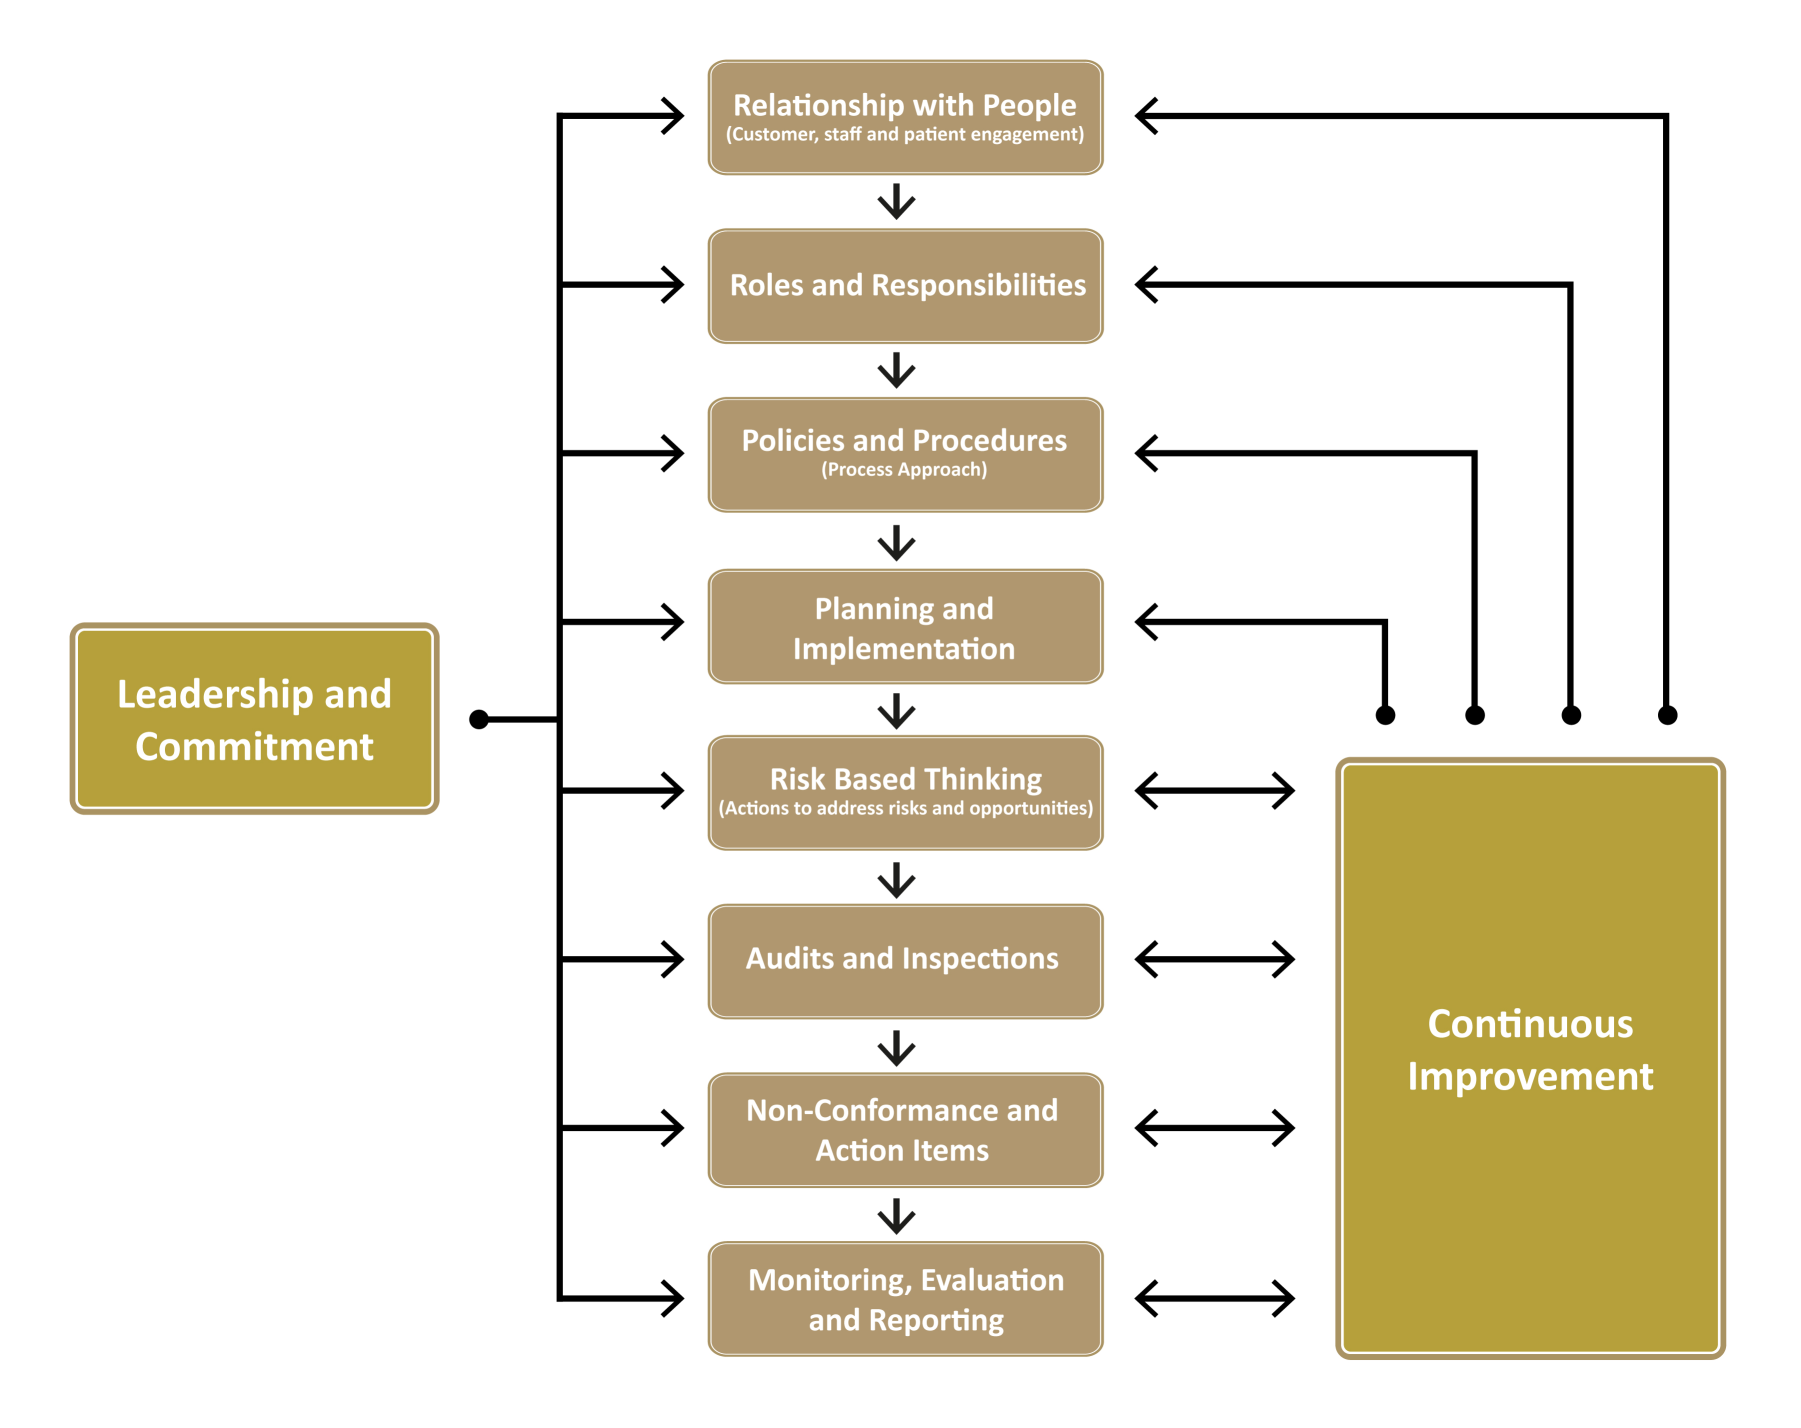 Relationship with People
(Customer, staff and patient engagement)
Roles and Responsibilities
Policies and Procedures
(Process Approach)
Planning and
Implementation
Leadership and
Commitment
Risk Based Thinking
(Actions to address risks and opportunities)
Audits and Inspections
Continuous
Improvement
Non-Conformance and
Action Items
Monitoring, Evaluation
and Reporting